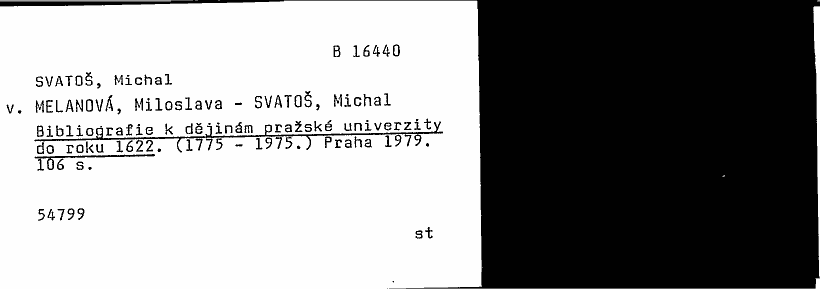 B 16440
SVATOŠ, Michal
v. MELANOVÁ, Miloslava - SVATOŠ, Michal
Bibliografie k dějinám pražské univerzity
do roku 1622. (1775 - 1975.) Praha 1979.
106 s.
54799
st